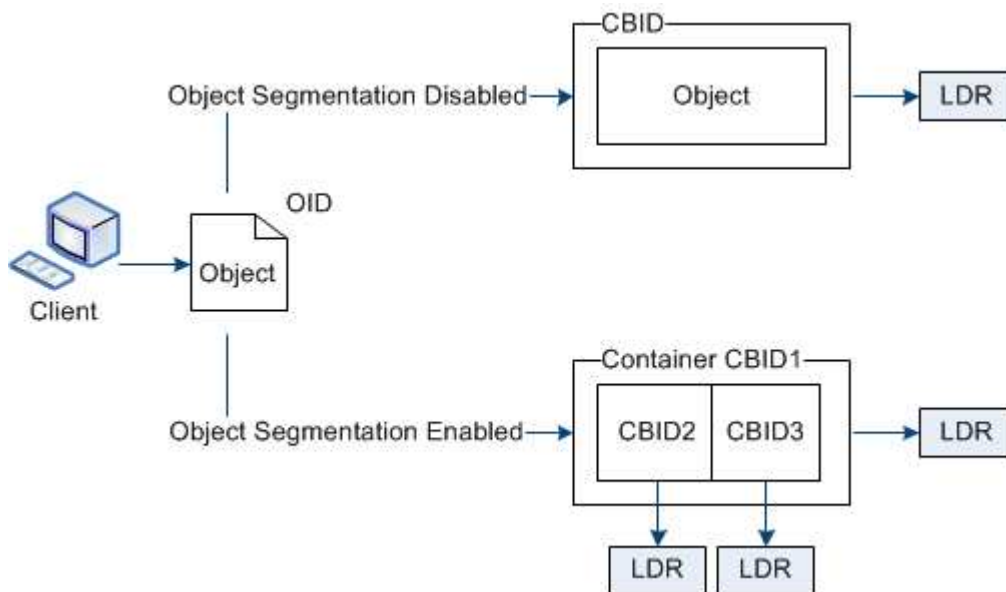 CBID
Object Segmentation Disabled
Object
LDR
OID
Object
Client
Container CBID1
Object Segmentation Enabled
CBID2
CBID3
LDR
LDR
LDR